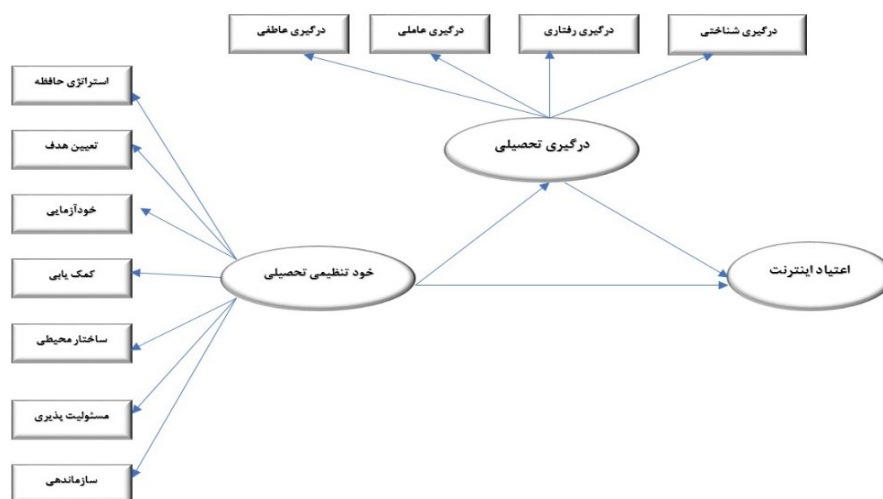 درگیری شناختی
درگیری رفتاری
درگیری عاملی
درگیری عاطفی
درگیری تحصیلی
اعتیاد اینترنت
خود تنظیمی تحصیلی
استراتژی حافظه
تعیین هدف
خودآزمایی
کمک یابی
ساختار محیطی
مسئولیت پذیری
سازماندهی